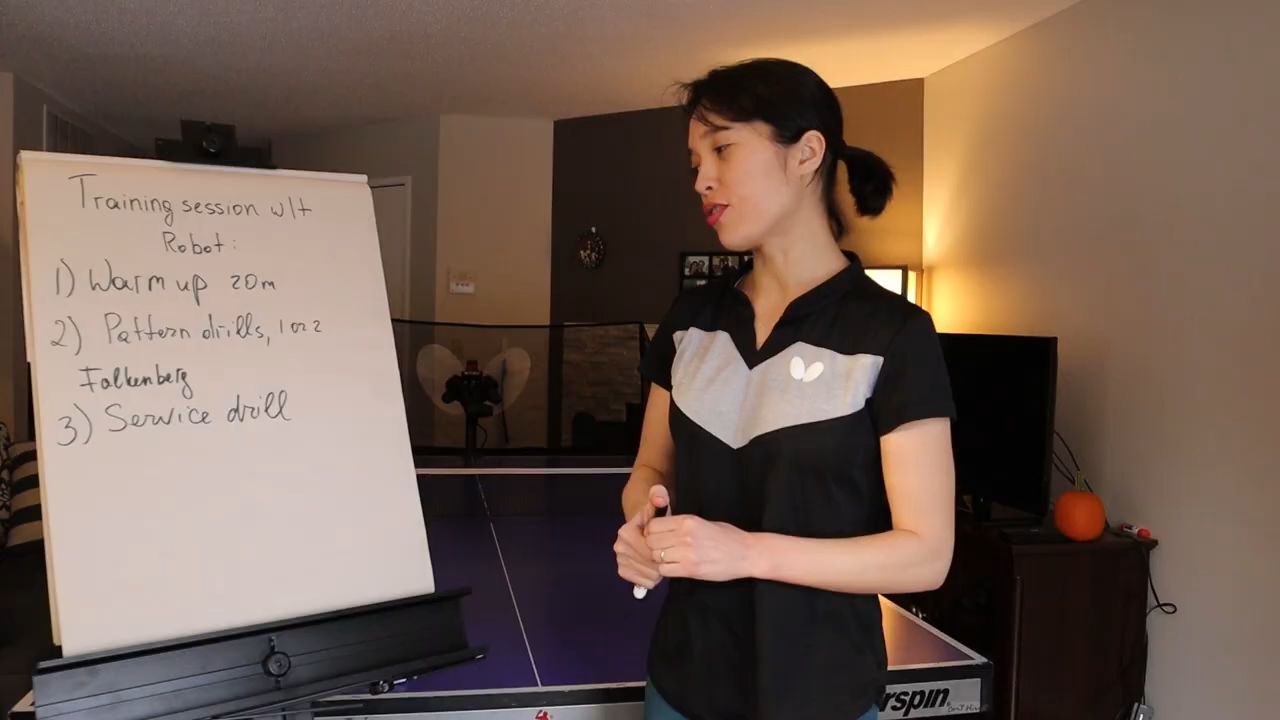 Training session w/t
Robot:
1) Warm up 20m
2) Pattern drills, 1 or 2
Falkenberg
3) Service drill
rspin